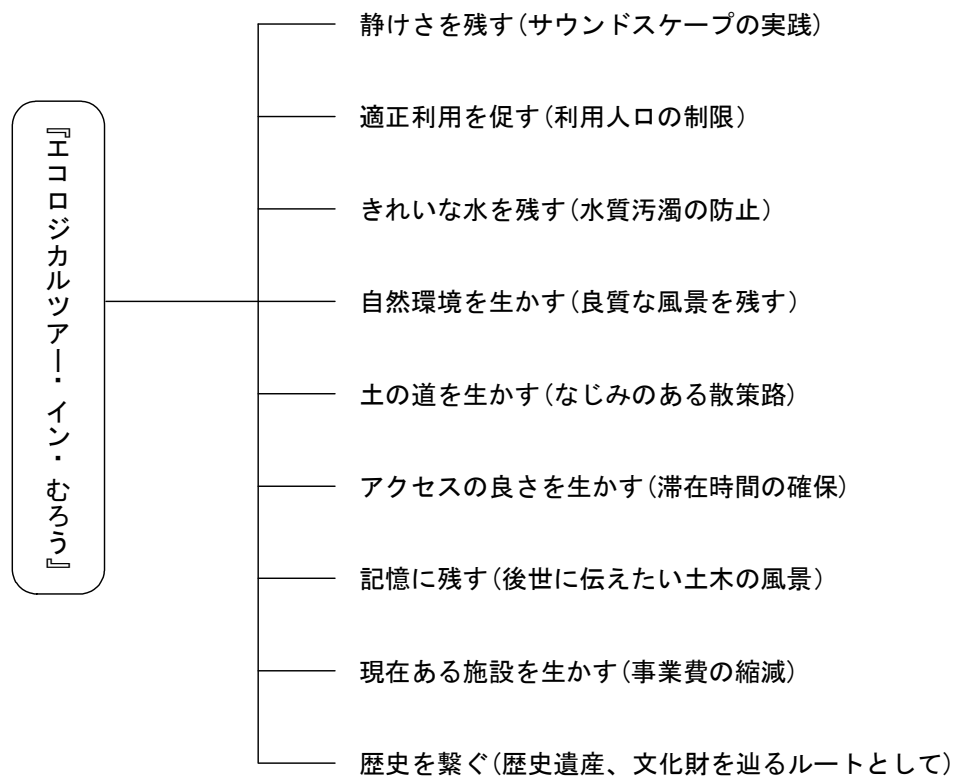 『エコロジカルツアー・イン・むろう』
静けさを残す(サウンドスケープの実践)
適正利用を促す(利用人口の制限)
きれいな水を残す(水質汚濁の防止)
自然環境を生かす(良質な風景を残す)
土の道を生かす(なじみのある散策路)
アクセスの良さを生かす(滞在時間の確保)
記憶に残す(後世に伝えたい土木の風景)
現在ある施設を生かす(事業費の縮減)
歴史を繋ぐ(歴史遺産、文化財を辿るルートとして)